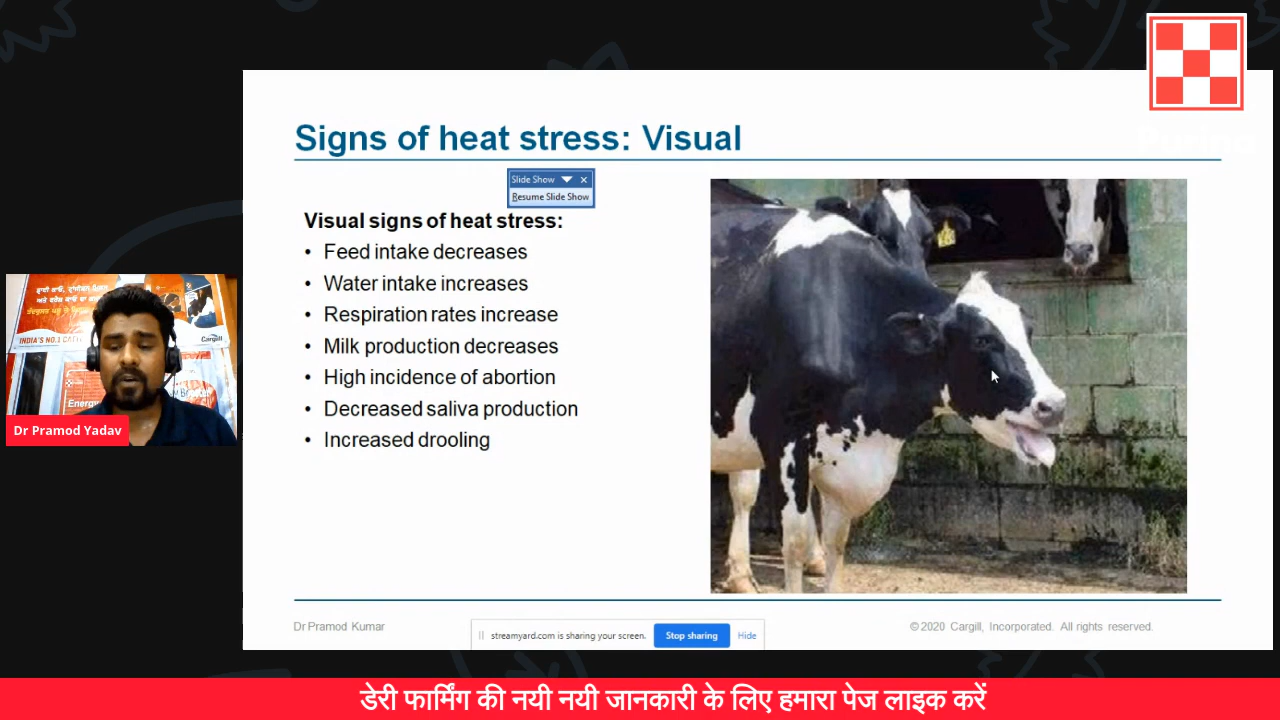 Purina
Signs of heat stress: Visual
Slide Show
Resume Slide Show
Visual signs of heat stress:
• Feed intake decreases
• Water intake increases
• Respiration rates increase
• Milk production decreases
• High incidence of abortion
• Decreased saliva production
• Increased drooling
INDIA'S NO.1
Cargill
Energy
Dr Pramod Yadav
Dr Pramod Kumar
streamyard.com is sharing your screen.
Stop sharing
Hide
© 2020 Cargill, Incorporated. All rights reserved.
डेरी फार्मिंग की नयी नयी जानकारी के लिए हमारा पेज लाइक करें